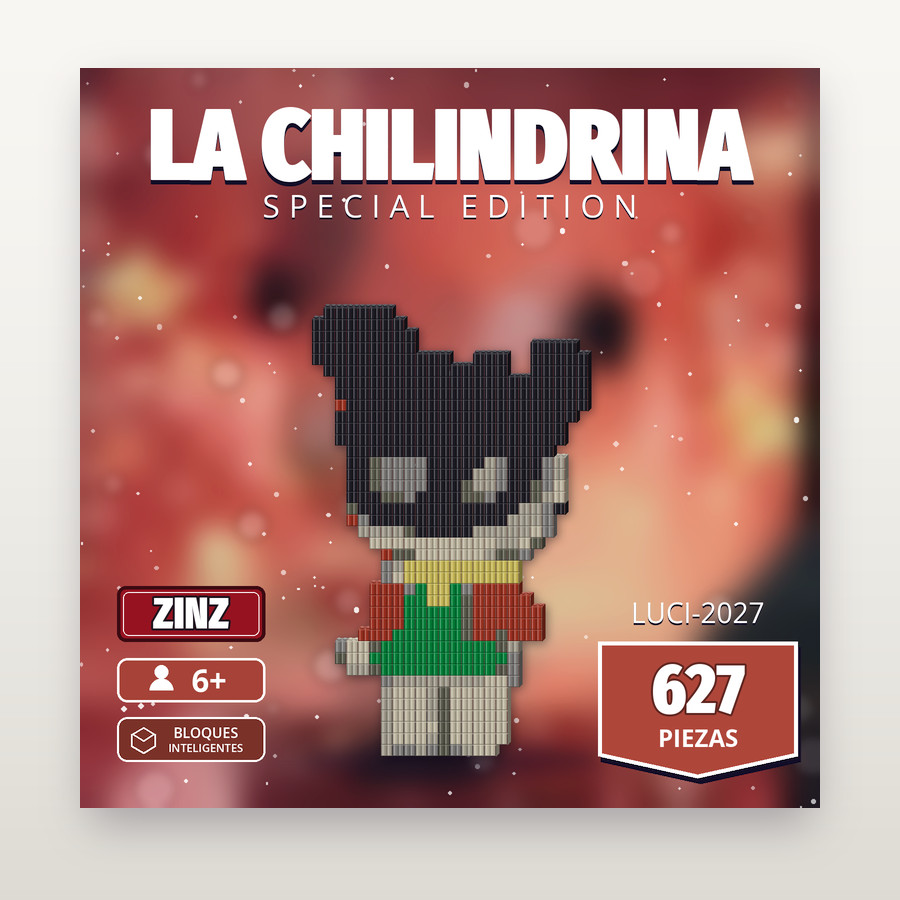 LA CHILINDRINA
SPECIAL EDITION
ZINZ
6+
BLOQUES
INTELIGENTES
LUCI-2027
627
PIEZAS